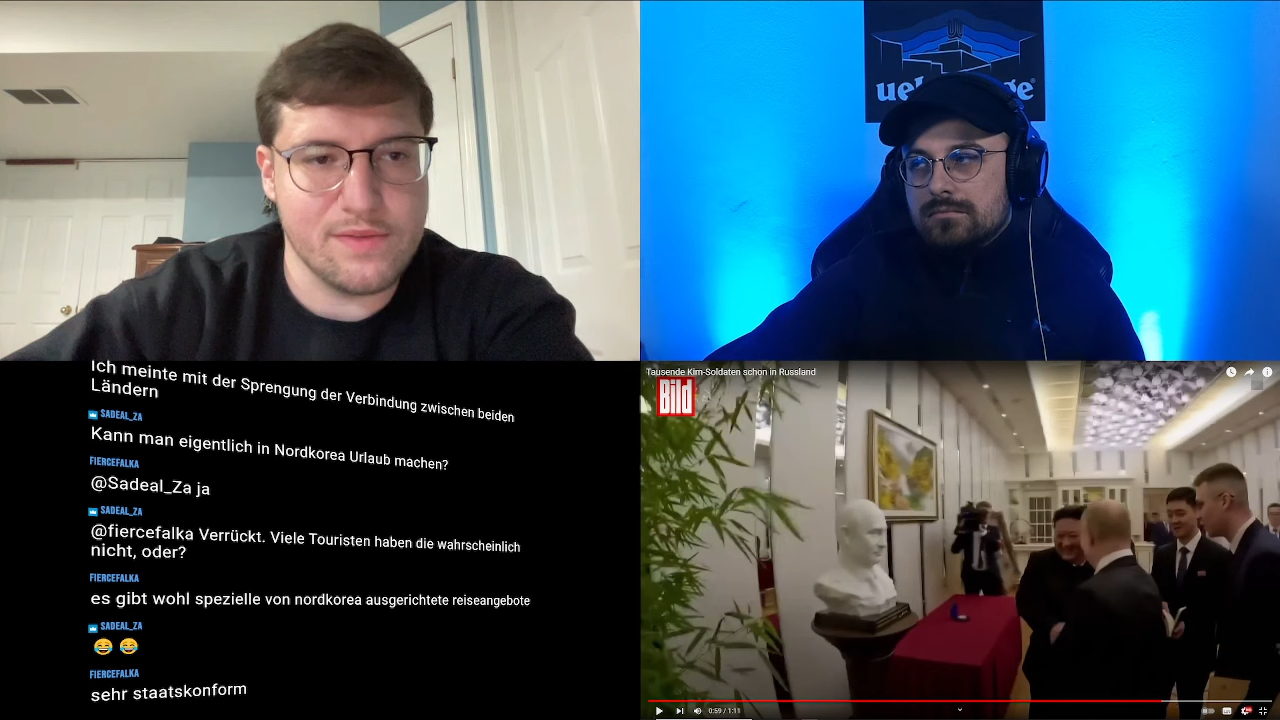 Ich meinte mit der Sprengung der Verbindung zwischen beiden
Ländern
SADEAL_ZA
Kann man eigentlich in Nordkorea Urlaub machen?
FIERCEFALKA
@Sadeal_Za ja
SADEAL_ZA
@fiercefalka Verrückt. Viele Touristen haben die wahrscheinlich
nicht, oder?
FIERCEFALKA
es gibt wohl spezielle von nordkorea ausgerichtete reiseangebote
SADEAL_ZA
😂 😂
FIERCEFALKA
sehr staatskonform
Tausende Kim-Soldaten schon in Russland
Bild
0:59 / 1:11